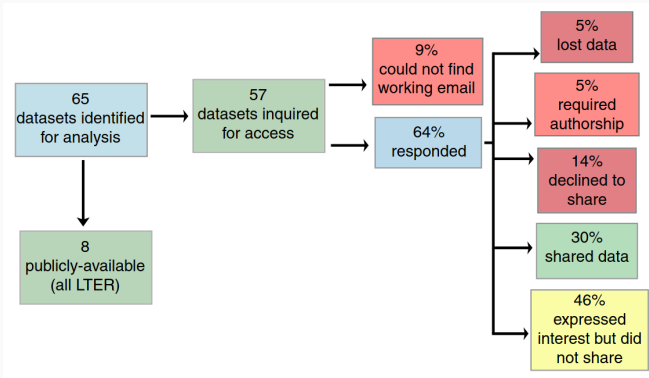 65
datasets identified
for analysis
8
publicly-available
(all LTER)
57
datasets inquired
for access
9%
could not find
working email
64%
responded
5%
lost data
5%
required
authorship
14%
declined to
share
30%
shared data
46%
expressed
interest but did
not share